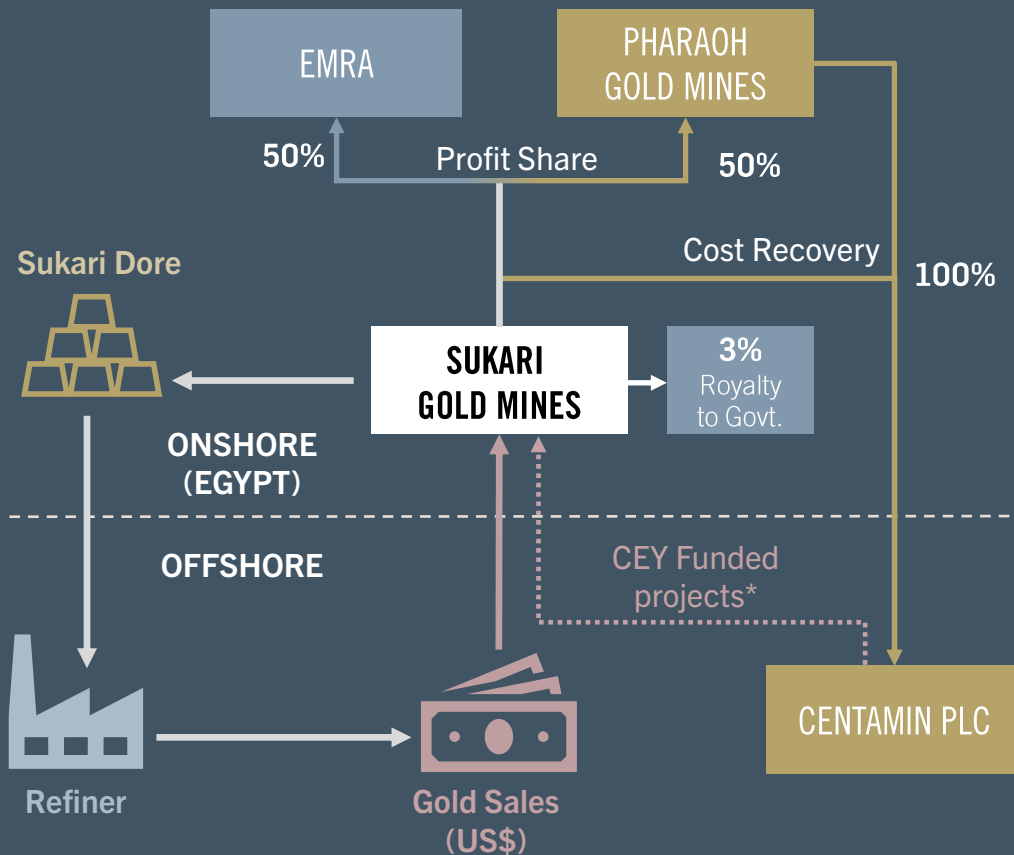 EMRA
PHARAOH
GOLD MINES
50%
Profit Share
50%
Cost Recovery
100%
Sukari Dore
SUKARI
GOLD MINES
3%
Royalty
to Govt.
ONSHORE
(EGYPT)
OFFSHORE
CEY Funded
projects*
CENTAMIN PLC
Refiner
Gold Sales
(US$)